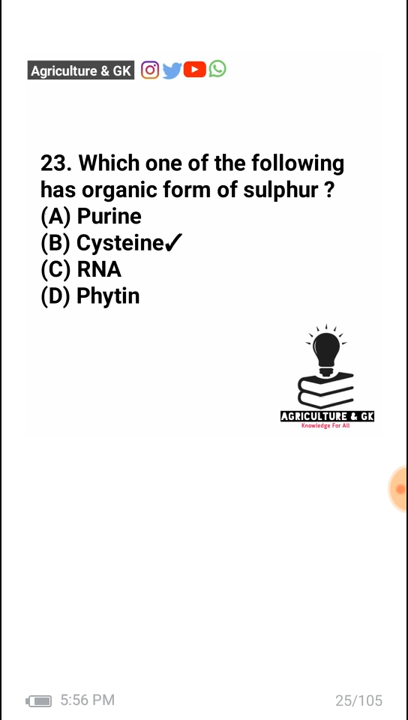 Agriculture & GK
23. Which one of the following
has organic form of sulphur ?
(A) Purine
(B) Cysteine✓
(C) RNA
(D) Phytin
AGRICULTURE & GK
Knowledge For All
5:56 PM
25/105